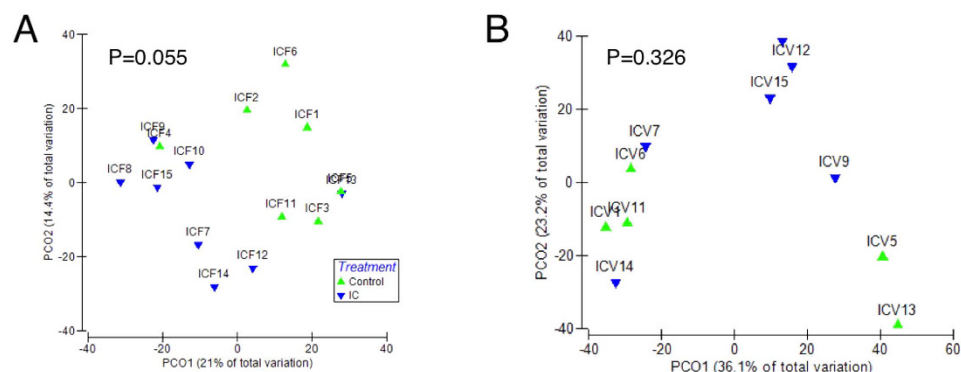 A
P=0.055
40
20
0
-20
-40
PCO2 (14.4% of total variation)
ICF6
ICF2
ICF1
ICF9
ICF4
ICF10
ICF8
ICF15
ICF13
ICF11
ICF3
ICF7
ICF12
ICF14
Treatment
Control
IC
-40
-20
0
20
40
PCO1 (21% of total variation)
B
P=0.326
40
20
0
-20
-40
PCO2 (23.2% of total variation)
ICV12
ICV15
ICV7
ICV6
ICV9
ICV1
ICV11
ICV5
ICV14
ICV13
-40
-20
0
20
40
60
PCO1 (36.1% of total variation)